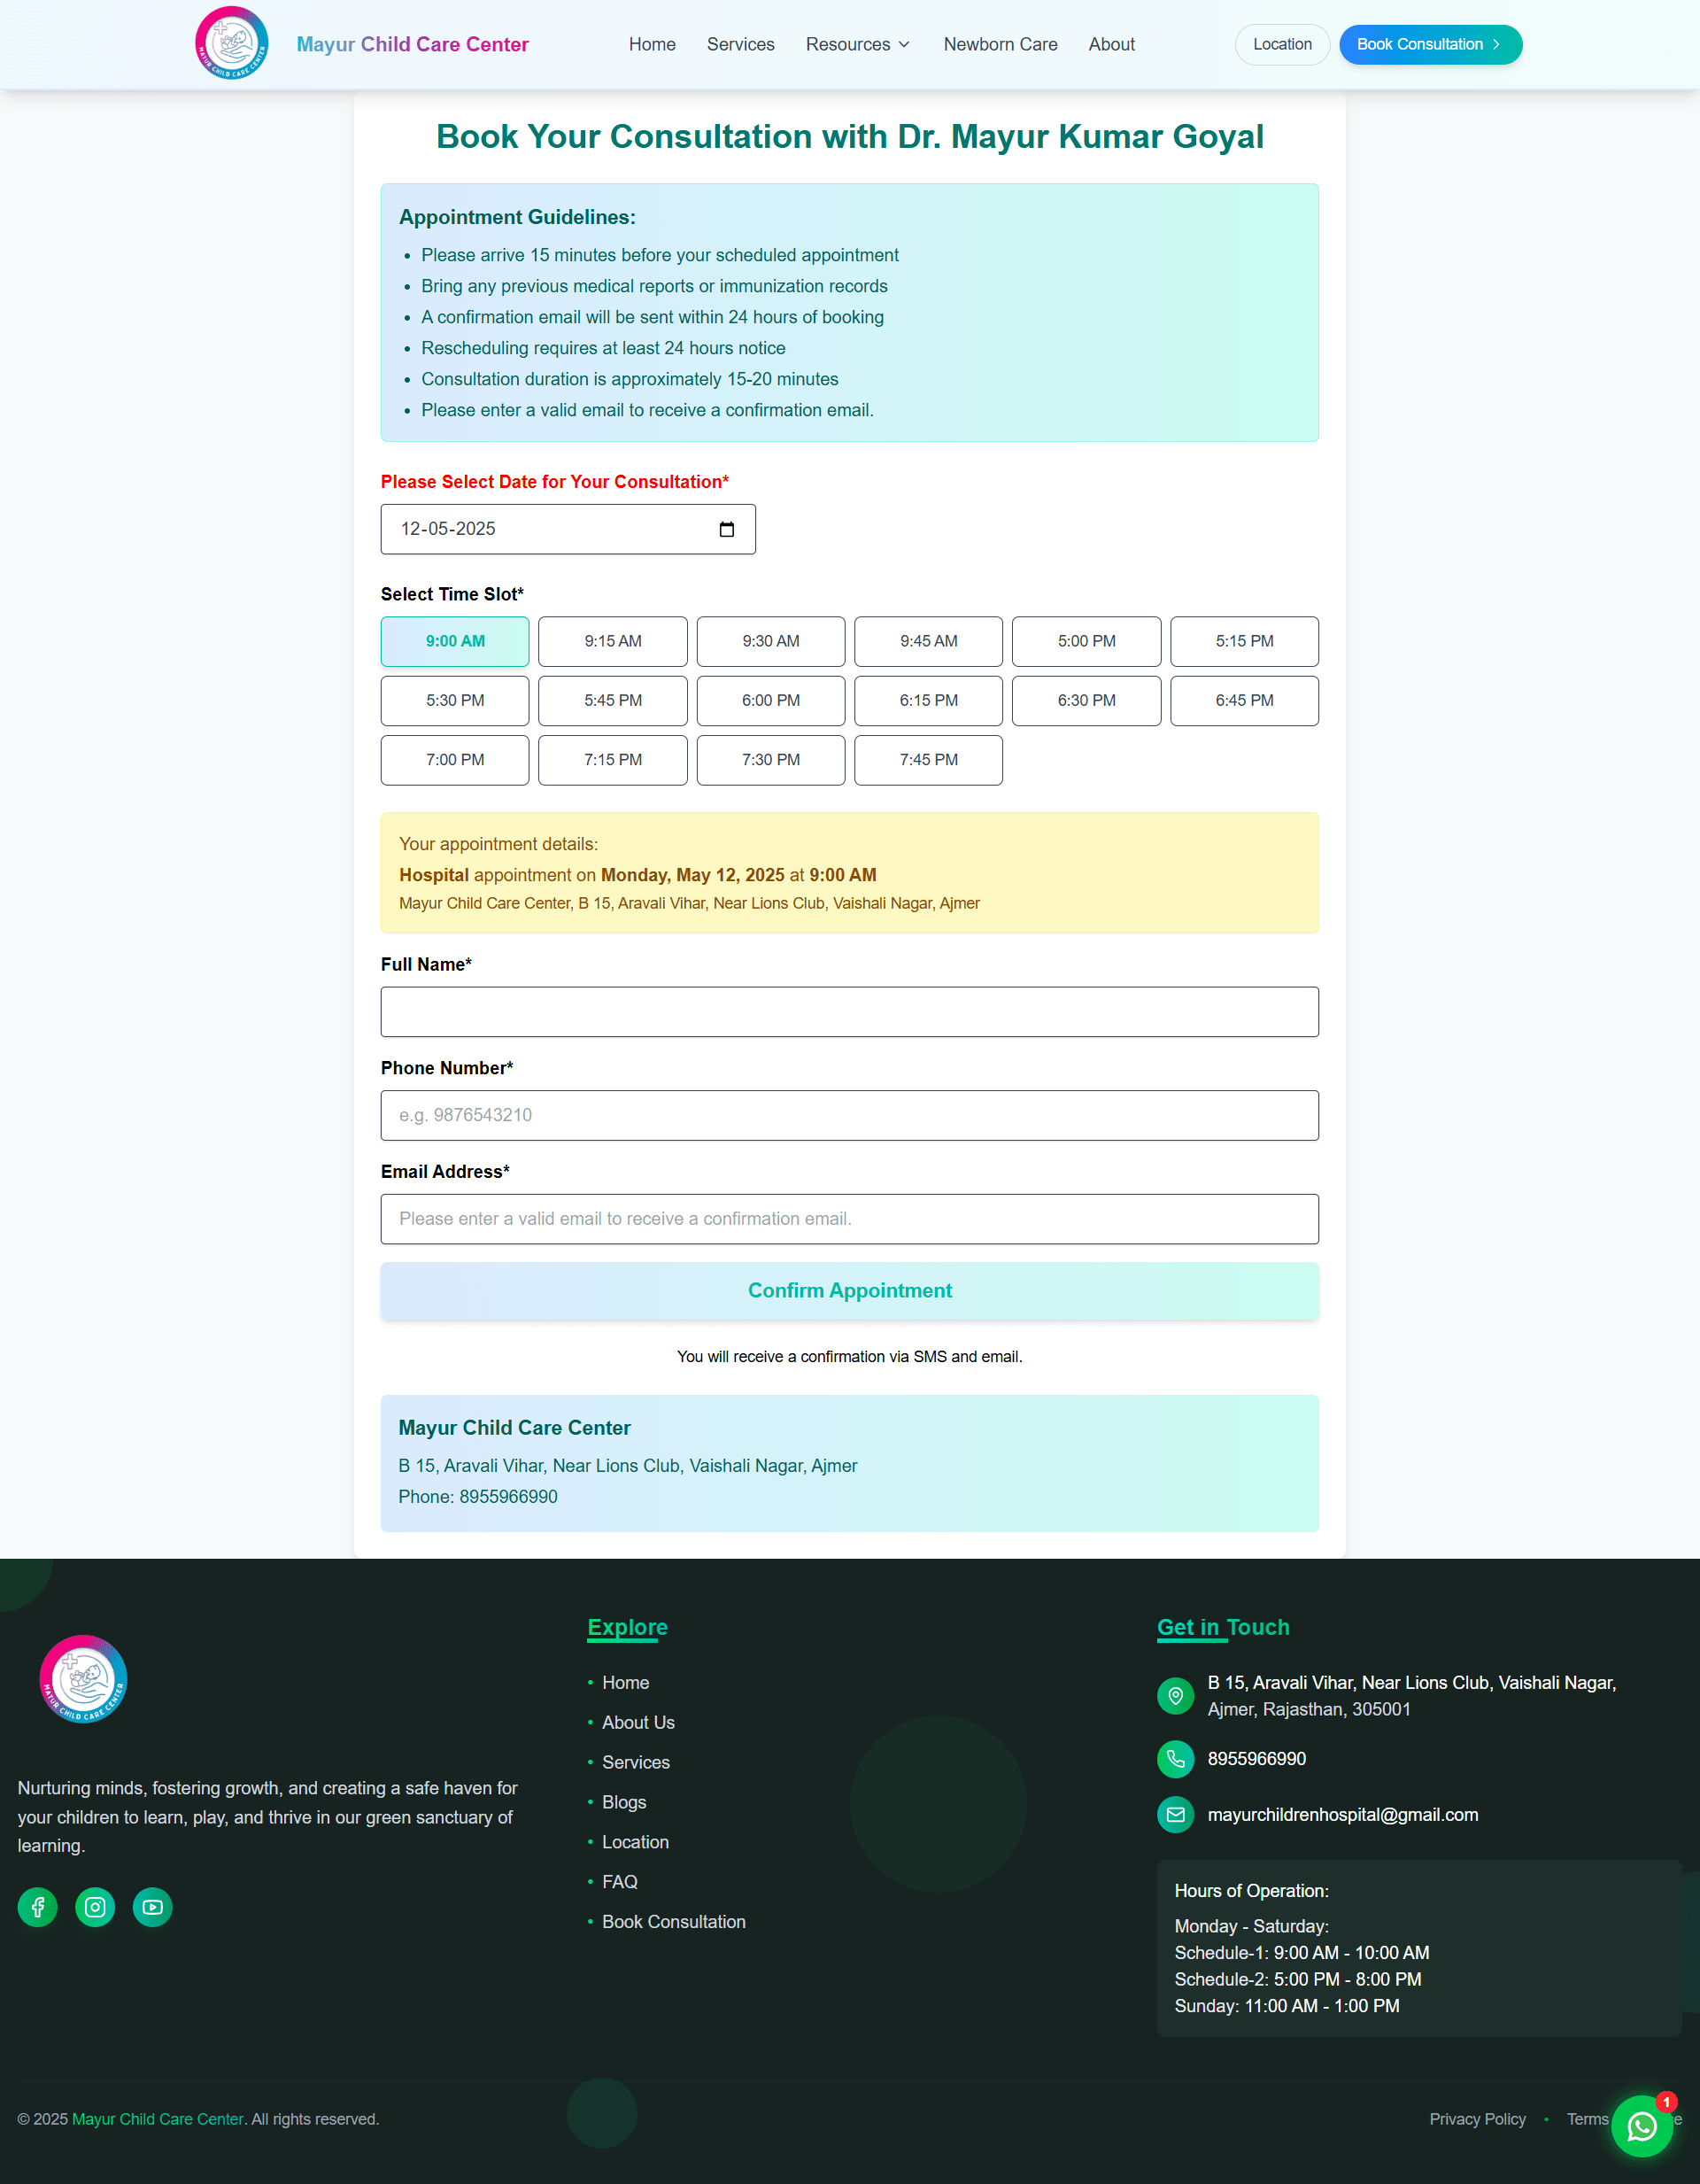 MAYUR CHILD CARE CENTER
Mayur Child Care Center
Home
Services
Resources
Newborn Care
About
Location
Book Consultation
Book Your Consultation with Dr. Mayur Kumar Goyal
Appointment Guidelines:
• Please arrive 15 minutes before your scheduled appointment
• Bring any previous medical reports or immunization records
• A confirmation email will be sent within 24 hours of booking
• Rescheduling requires at least 24 hours notice
• Consultation duration is approximately 15-20 minutes
• Please enter a valid email to receive a confirmation email.
Please Select Date for Your Consultation*
12-05-2025
Select Time Slot*
9:00 AM
9:15 AM
9:30 AM
9:45 AM
5:00 PM
5:15 PM
5:30 PM
5:45 PM
6:00 PM
6:15 PM
6:30 PM
6:45 PM
7:00 PM
7:15 PM
7:30 PM
7:45 PM
Your appointment details:
Hospital appointment on Monday, May 12, 2025 at 9:00 AM
Mayur Child Care Center, B 15, Aravali Vihar, Near Lions Club, Vaishali Nagar, Ajmer
Full Name*
Phone Number*
e.g. 9876543210
Email Address*
Please enter a valid email to receive a confirmation email.
Confirm Appointment
You will receive a confirmation via SMS and email.
Mayur Child Care Center
B 15, Aravali Vihar, Near Lions Club, Vaishali Nagar, Ajmer
Phone: 8955966990
MAYUR CHILD CARE CENTER
Nurturing minds, fostering growth, and creating a safe haven for
your children to learn, play, and thrive in our green sanctuary of
learning.
Explore
• Home
• About Us
• Services
• Blogs
• Location
• FAQ
• Book Consultation
Get in Touch
B 15, Aravali Vihar, Near Lions Club, Vaishali Nagar,
Ajmer, Rajasthan, 305001
8955966990
mayurchildrenhospital@gmail.com
Hours of Operation:
Monday - Saturday:
Schedule-1: 9:00 AM - 10:00 AM
Schedule-2: 5:00 PM - 8:00 PM
Sunday: 11:00 AM - 1:00 PM
© 2025 Mayur Child Care Center. All rights reserved.
Privacy Policy • Terms
1